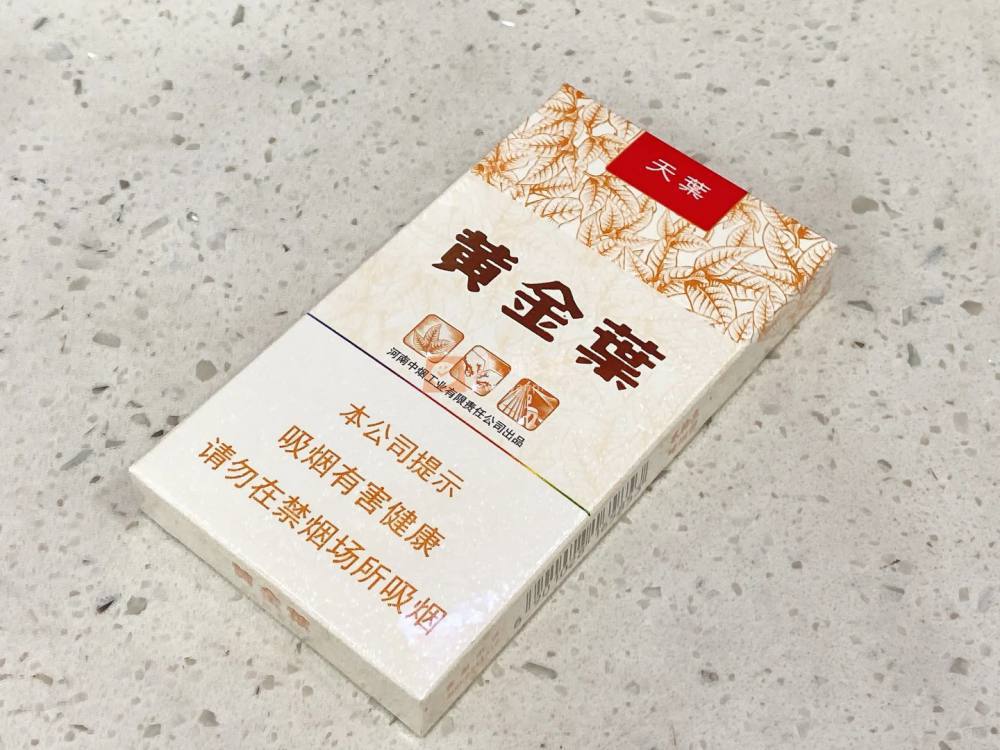 天葉
黄金葉
河南中烟工业有限责任公司出品
本公司提示
吸烟有害健康
请勿在禁烟场所吸烟